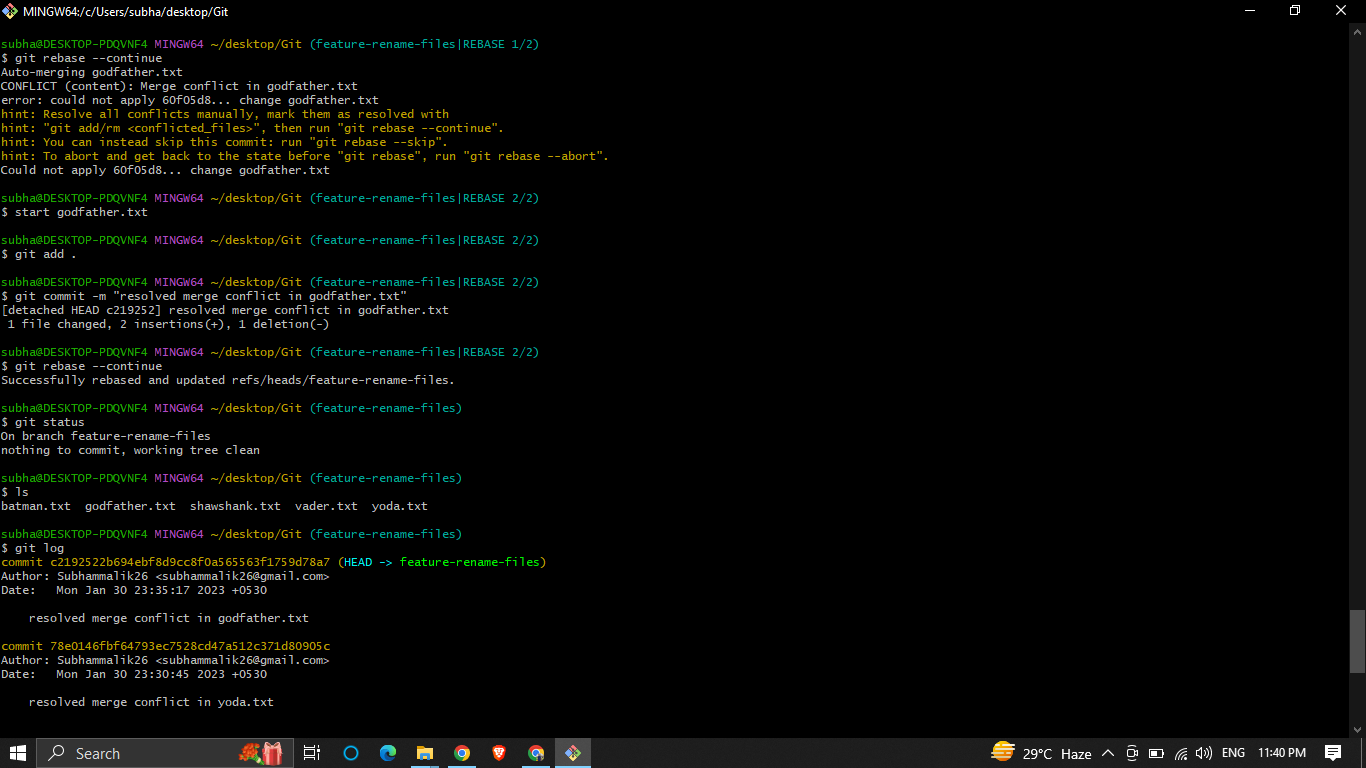 MINGW64:/c/Users/subha/desktop/Git
subha@DESKTOP-PDQVNF4 MINGW64 ~/desktop/Git (feature-rename-files|REBASE 1/2)
$ git rebase --continue
Auto-merging godfather.txt
CONFLICT (content): Merge conflict in godfather.txt
error: could not apply 60f05d8... change godfather.txt
hint: Resolve all conflicts manually, mark them as resolved with
hint: "git add/rm <conflicted_files>", then run "git rebase --continue".
hint: You can instead skip this commit: run "git rebase --skip".
hint: To abort and get back to the state before "git rebase", run "git rebase --abort".
Could not apply 60f05d8... change godfather.txt
subha@DESKTOP-PDQVNF4 MINGW64 ~/desktop/Git (feature-rename-files|REBASE 2/2)
$ start godfather.txt
subha@DESKTOP-PDQVNF4 MINGW64 ~/desktop/Git (feature-rename-files|REBASE 2/2)
$ git add .
subha@DESKTOP-PDQVNF4 MINGW64 ~/desktop/Git (feature-rename-files|REBASE 2/2)
$ git commit -m "resolved merge conflict in godfather.txt"
[detached HEAD c219252] resolved merge conflict in godfather.txt
 1 file changed, 2 insertions(+), 1 deletion(-)
subha@DESKTOP-PDQVNF4 MINGW64 ~/desktop/Git (feature-rename-files|REBASE 2/2)
$ git rebase --continue
Successfully rebased and updated refs/heads/feature-rename-files.
subha@DESKTOP-PDQVNF4 MINGW64 ~/desktop/Git (feature-rename-files)
$ git status
On branch feature-rename-files
nothing to commit, working tree clean
subha@DESKTOP-PDQVNF4 MINGW64 ~/desktop/Git (feature-rename-files)
$ ls
batman.txt  godfather.txt  shawshank.txt  vader.txt  yoda.txt
subha@DESKTOP-PDQVNF4 MINGW64 ~/desktop/Git (feature-rename-files)
$ git log
commit c2192522b694ebf8d9cc8f0a565563f1759d78a7 (HEAD -> feature-rename-files)
Author: Subhammalik26 <subhammalik26@gmail.com>
Date:   Mon Jan 30 23:35:17 2023 +0530
    resolved merge conflict in godfather.txt
commit 78e0146fbf64793ec7528cd47a512c371d80905c
Author: Subhammalik26 <subhammalik26@gmail.com>
Date:   Mon Jan 30 23:30:45 2023 +0530
    resolved merge conflict in yoda.txt
Search
29°C Haze
ENG
11:40 PM